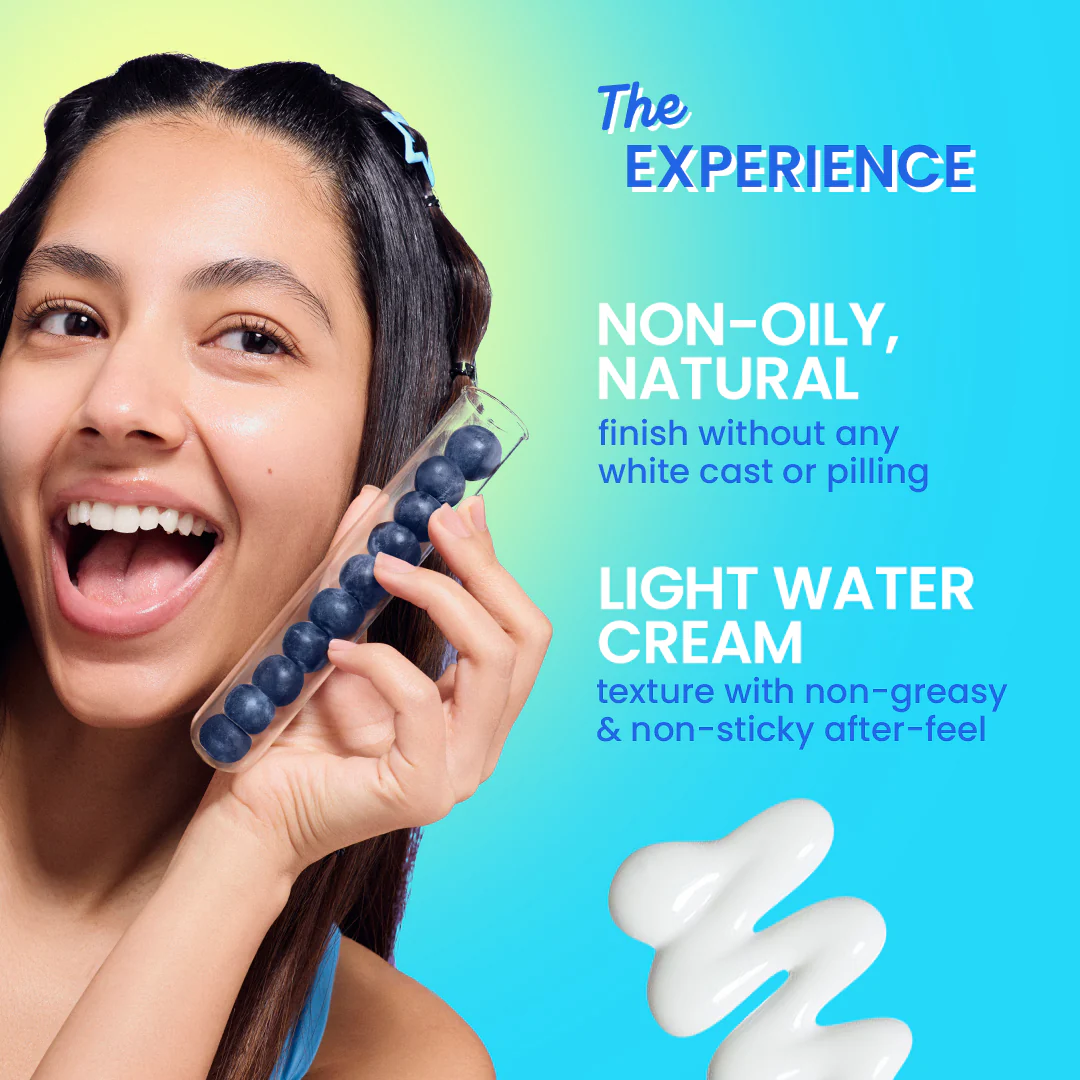 The
EXPERIENCE
NON-OILY,
NATURAL
finish without any
white cast or pilling
LIGHT WATER
CREAM
texture with non-greasy
& non-sticky after-feel